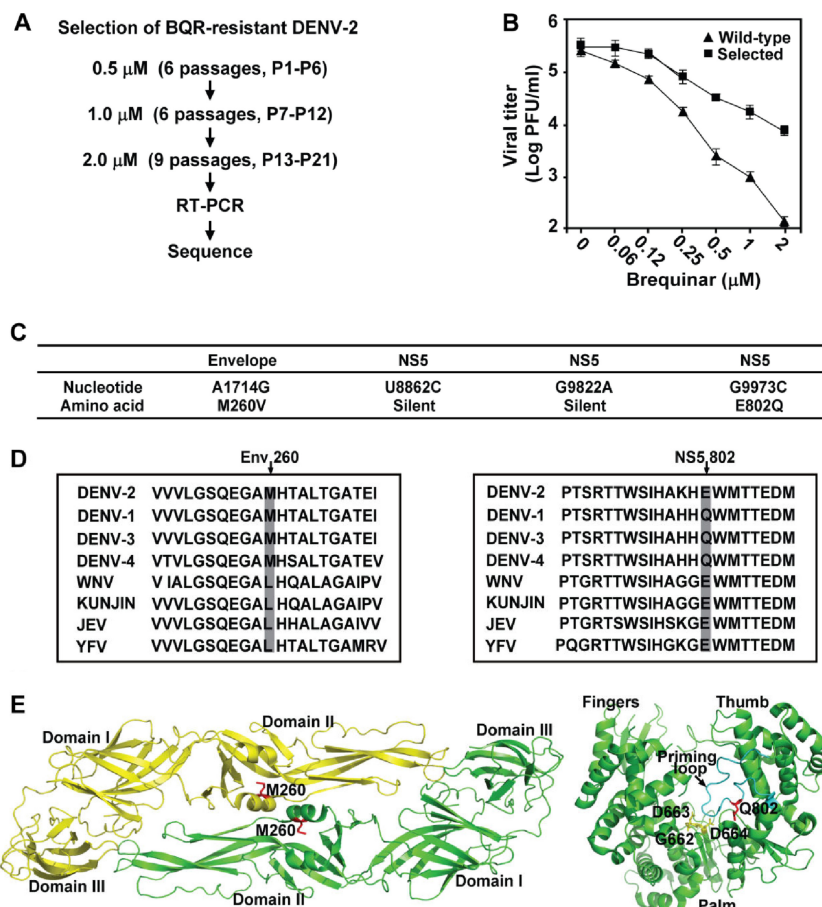 A
Selection of BQR-resistant DENV-2
0.5 μM (6 passages, P1-P6)
1.0 μM (6 passages, P7-P12)
2.0 μM (9 passages, P13-P21)
RT-PCR
Sequence
B
Wild-type
Selected
Viral titer
(Log PFU/ml)
6
5
4
3
2
0 0.06 0.12 0.25 0.5 1 2
Brequinar (μM)
C
Envelope NS5 NS5 NS5
Nucleotide A1714G U8862C G9822A G9973C
Amino acid M260V Silent Silent E802Q
D
Env 260
DENV-2 VVVLGSQEGAMHTALTGATEI
DENV-1 VVVLGSQEGAMHTALTGATEI
DENV-3 VVVLGSQEGAMHTALTGATEI
DENV-4 VTVLGSQEGAMHSALTGATEV
WNV VIALGSQEGALHQALAGAIPV
KUNJIN VVVLGSQEGALHQALAGAIPV
JEV VVVLGSQEGALHHALAGAIVV
YFV VVVLGSQEGALHTALTGAMRV
NS5 802
DENV-2 PTSRTTWSIHAKHEWMTTEDM
DENV-1 PTSRTTWSIHAHHQWMTTEDM
DENV-3 PTSRTTWSIHAHHQWMTTEDM
DENV-4 PTSRTTWSIHAHHQWMTTEDM
WNV PTGRTTWSIHAGGEWMTTEDM
KUNJIN PTGRTTWSIHAGGEWMTTEDM
JEV PTGRTSWSIHSKGEWMTTEDM
YFV PQGRTTWSIHGKGEWMTTEDM
E
Domain I
Domain II
Domain III
M260
M260
Domain III
Domain II
Domain I
Fingers
Thumb
Priming
loop
D663
Q802
G662
D664
Palm